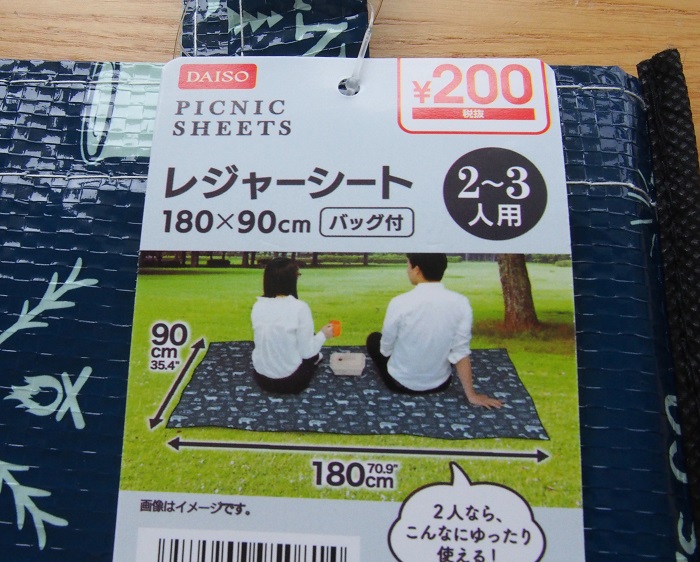 DAISO
¥200
税抜
PICNIC
SHEETS
レジャーシート
180×90cm バッグ付
2~3
人用
90
cm
35.4"
180 70.9"
cm
画像はイメージです。
2人なら、
こんなにゆったり
使える!